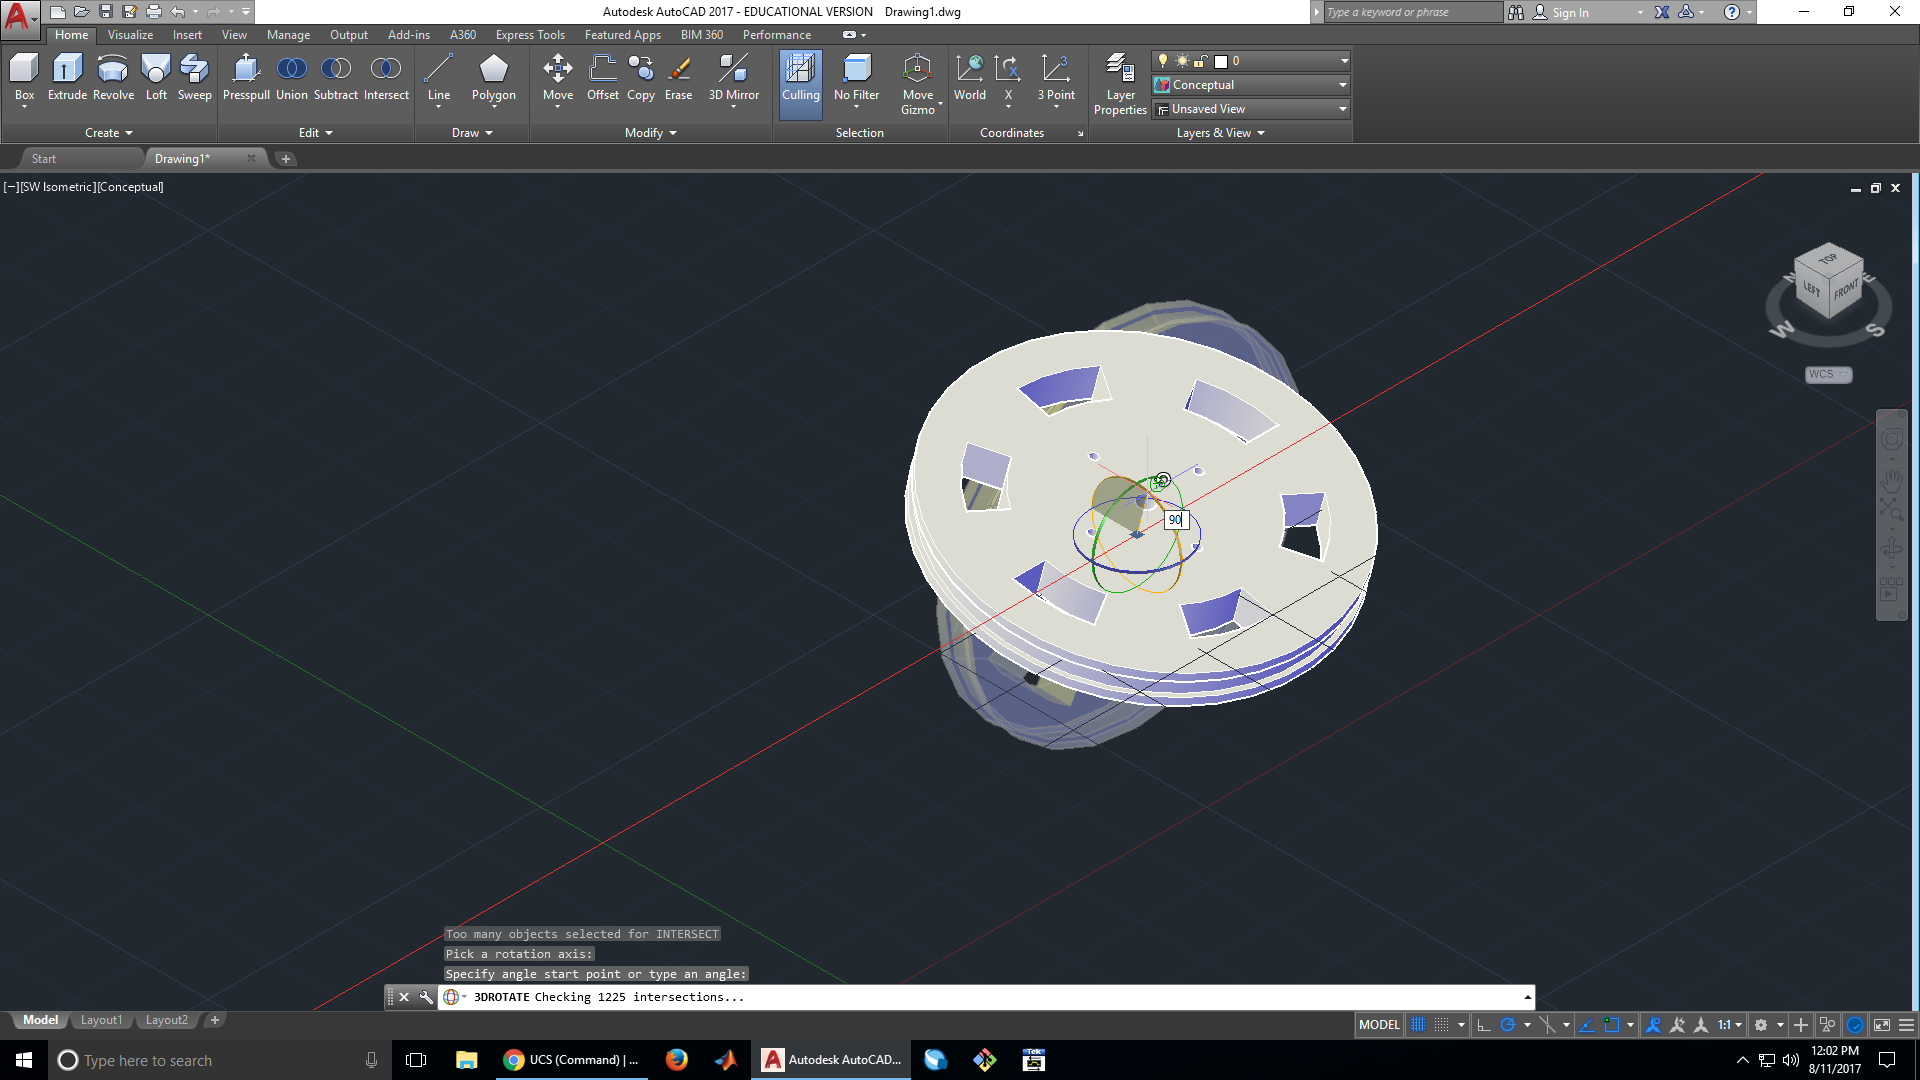 Autodesk AutoCAD 2017 - EDUCATIONAL VERSION Drawing1.dwg
Type a keyword or phrase
Sign In
Home Visualize Insert View Manage Output Add-ins A360 Express Tools Featured Apps BIM 360 Performance
Box Extrude Revolve Loft Sweep Presspull Union Subtract Intersect Line Polygon Move Offset Copy Erase 3D Mirror Culling No Filter Move Gizmo World X 3 Point Layer Properties
0
Conceptual
Unsaved View
Create Edit Draw Modify Selection Coordinates Layers & View
Start Drawing1*
[−][SW Isometric][Conceptual]
TOP
LEFT FRONT
N E
W S
WCS
90
Too many objects selected for INTERSECT
Pick a rotation axis:
Specify angle start point or type an angle:
3DROTATE Checking 1225 intersections...
Model Layout1 Layout2
MODEL 1:1
Type here to search
UCS (Command) | ...
Autodesk AutoCAD...
Tek
12:02 PM
8/11/2017